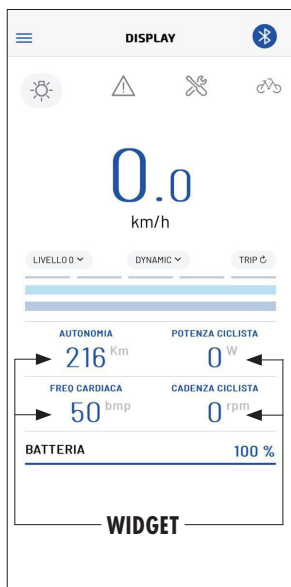 DISPLAY
0.0
km/h
LIVELLO 0
DYNAMIC
TRIP
AUTONOMIA POTENZA CICLISTA
216 Km 0 W
FREQ CARDIACA CADENZA CICLISTA
50 bmp 0 rpm
BATTERIA 100 %
WIDGET